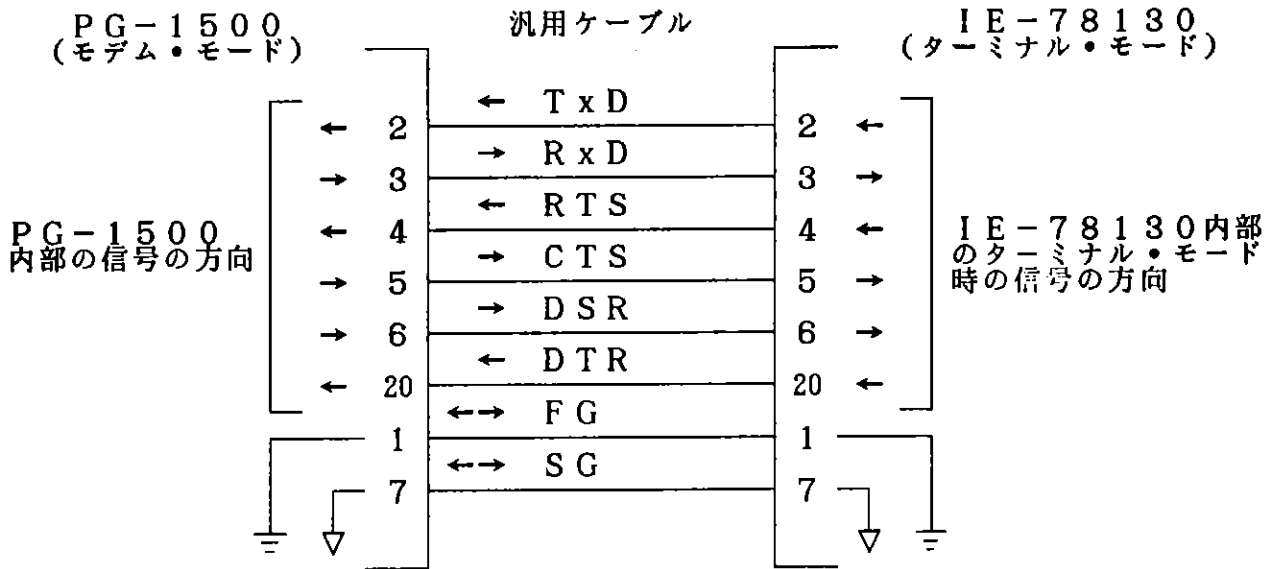 PG-1500
(モデム・モード)
汎用ケーブル
IE-78130
(ターミナル・モード)
← TxD
← 2
2 ←
→ RxD
→ 3
3 →
← RTS
← 4
4 ←
→ CTS
→ 5
5 →
→ DSR
→ 6
6 →
← DTR
← 20
20 ←
←→ FG
1
1
←→ SG
7
7
PG-1500
内部の信号の方向
IE-78130内部
のターミナル・モード
時の信号の方向